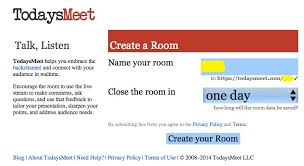 TodaysMeet
Talk, Listen
TodaysMeet helps you embrace the
backchannel and connect with your
audience in realtime.
Encourage the room to use the live
stream to make comments, ask
questions, and use that feedback to
tailor your presentation, sharpen your
points, and address audience needs.
Create a Room
Name your room
is: https://todaysmeet.com/
Close the room in
one day
how long will the room data be saved?
By submitting this form you agree to the Privacy Policy and Terms.
Create your Room
About TodaysMeet | Need Help? | Privacy Policy | Terms of Use | © 2008-2014 TodaysMeet LLC